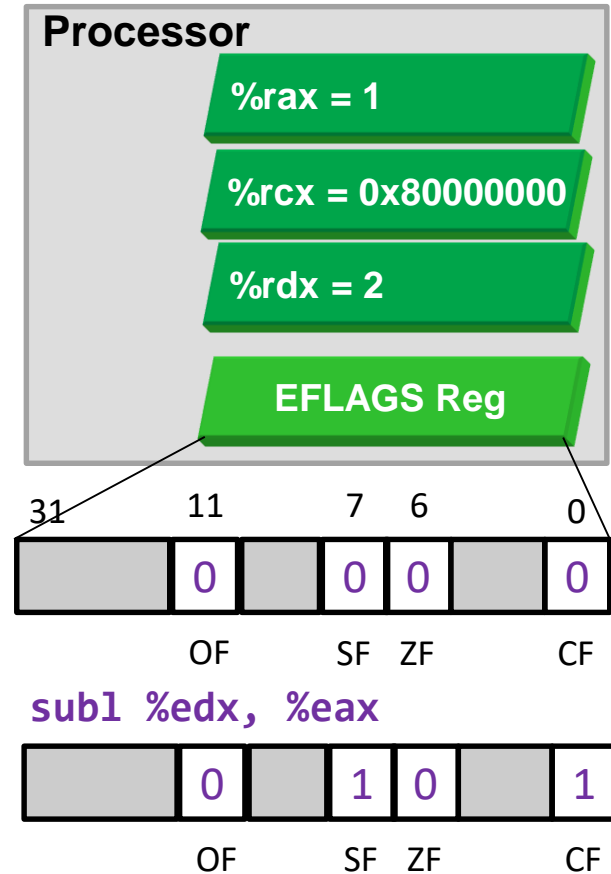 Processor
%rax = 1
%rcx = 0x80000000
%rdx = 2
EFLAGS Reg
31 11 7 6 0
0 0 0 0
OF SF ZF CF
subl %edx, %eax
0 1 0 1
OF SF ZF CF